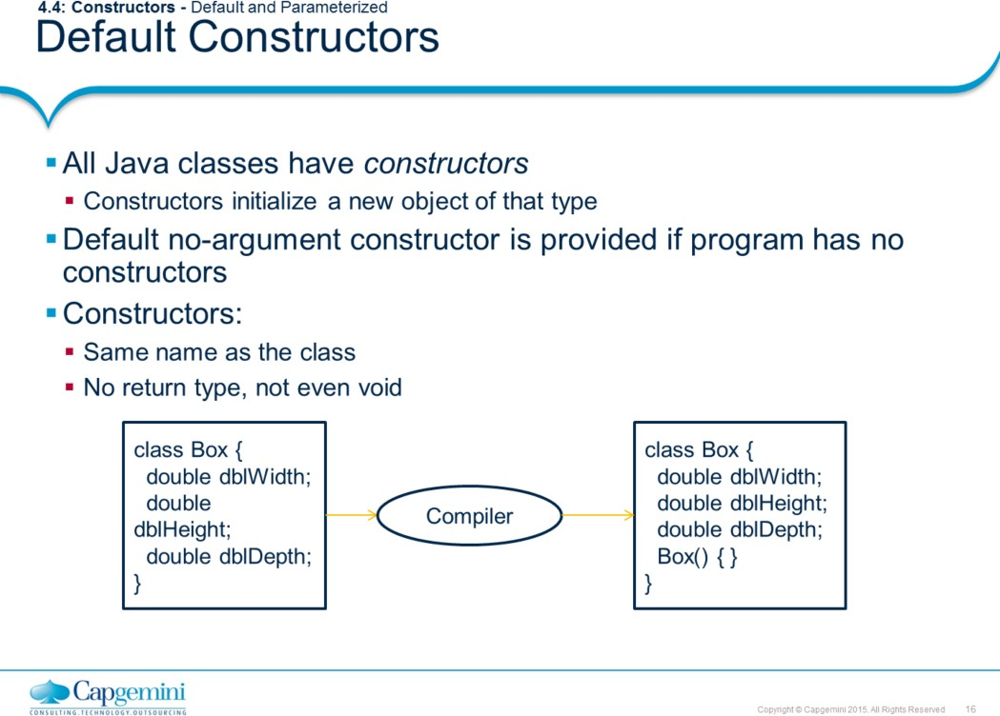 4.4: Constructors - Default and Parameterized
Default Constructors
All Java classes have constructors
Constructors initialize a new object of that type
Default no-argument constructor is provided if program has no
constructors
Constructors:
Same name as the class
No return type, not even void
class Box {
double dblWidth;
double
dblHeight;
double dblDepth;
}
Compiler
class Box {
double dblWidth;
double dblHeight;
double dblDepth;
Box() { }
}
Capgemini
CONSULTING.TECHNOLOGY.OUTSOURCING
Copyright © Capgemini 2015. All Rights Reserved 16